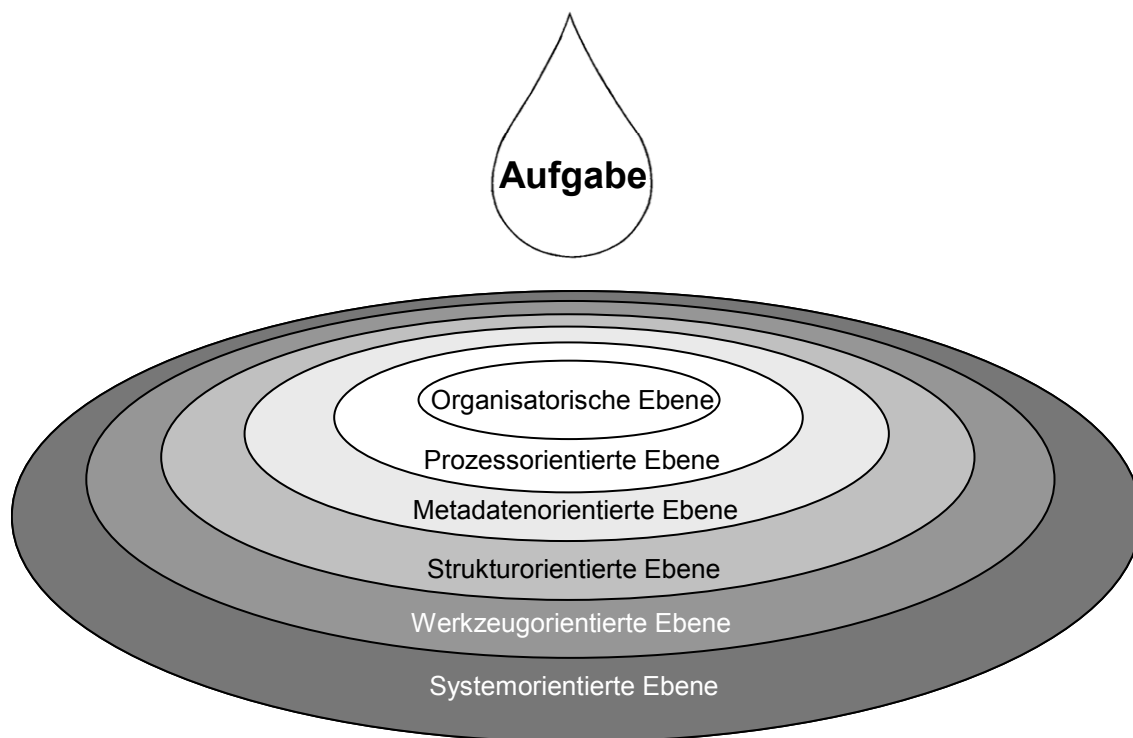 Aufgabe
Organisatorische Ebene
Prozessorientierte Ebene
Metadatenorientierte Ebene
Strukturorientierte Ebene
Werkzeugorientierte Ebene
Systemorientierte Ebene